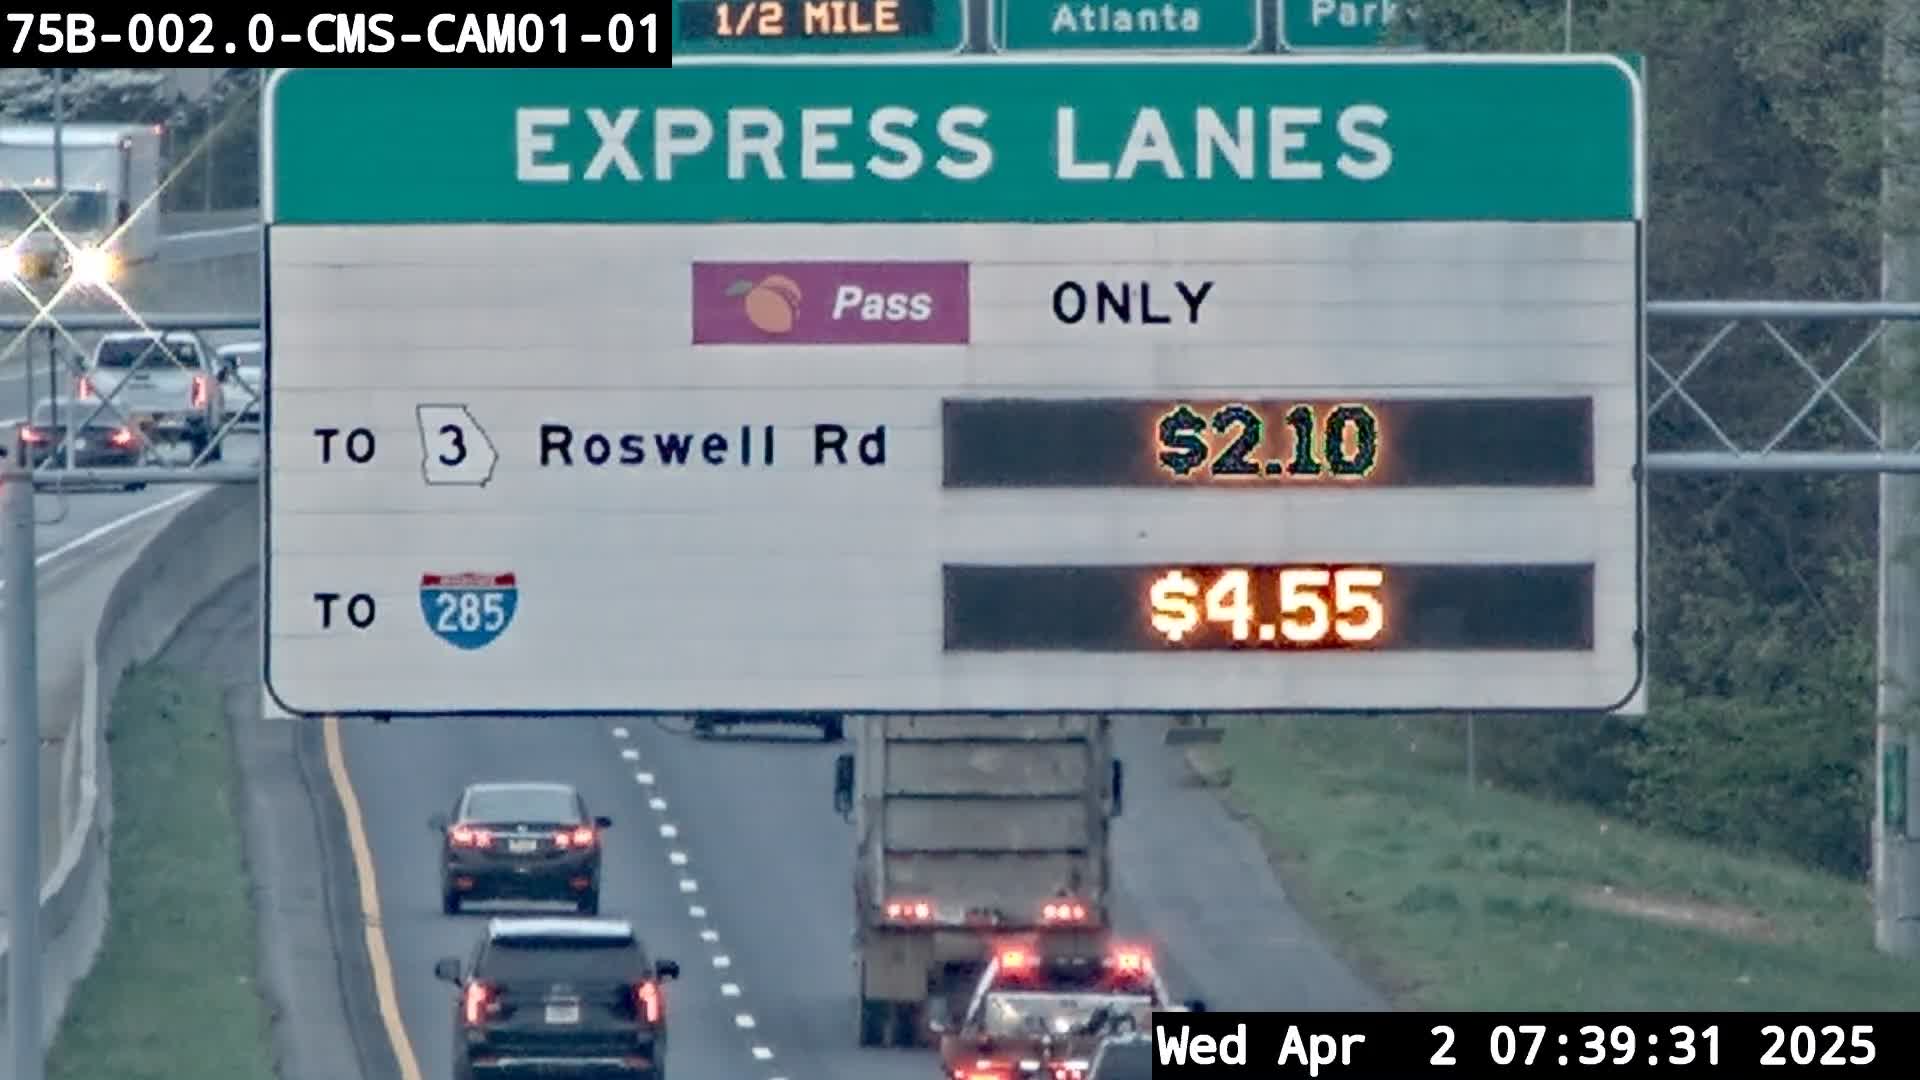 75B-002.0-CMS-CAM01-01
1/2 MILE
Atlanta
Park
EXPRESS LANES
Pass ONLY
TO 3 Roswell Rd $2.10
TO 285 $4.55
Wed Apr 2 07:39:31 2025